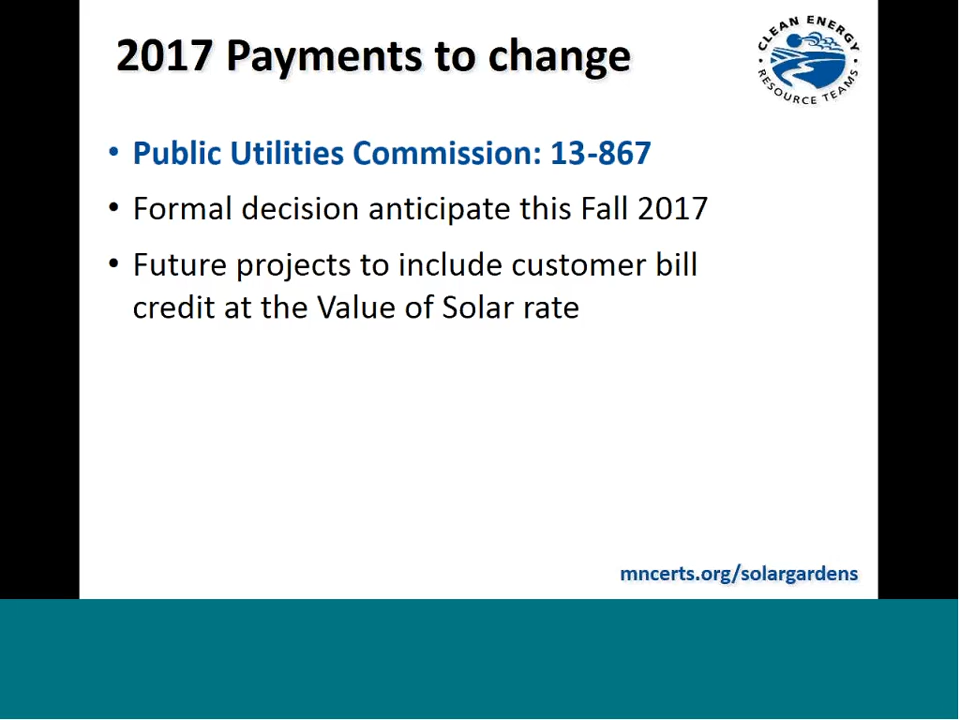 2017 Payments to change
CLEAN ENERGY
• RESOURCE TEAMS •
• Public Utilities Commission: 13-867
• Formal decision anticipate this Fall 2017
• Future projects to include customer bill
credit at the Value of Solar rate
mncerts.org/solargardens